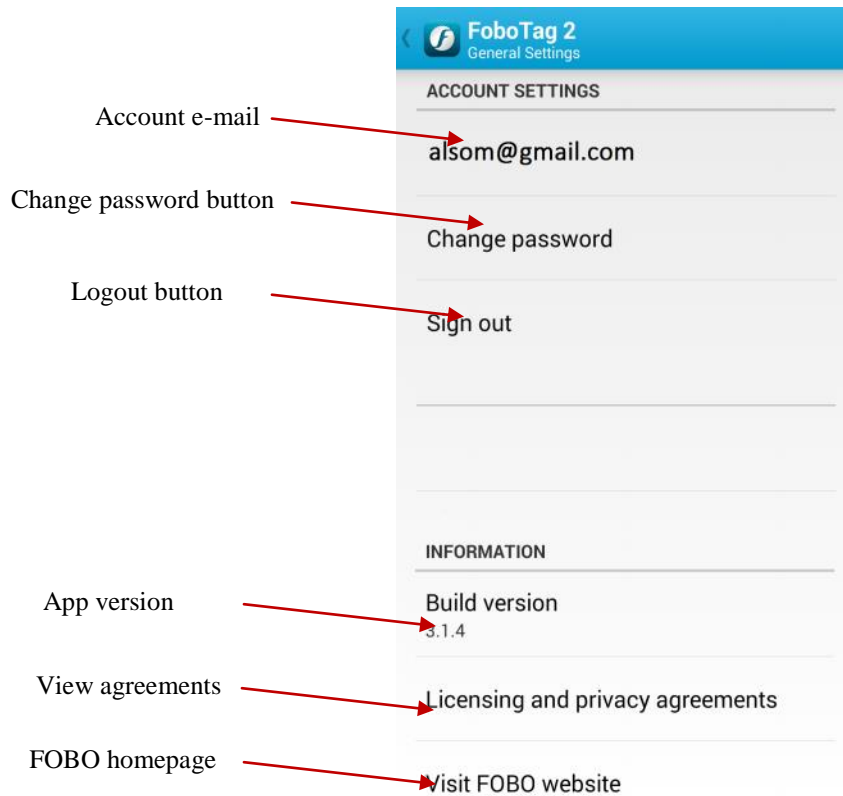 FoboTag 2
General Settings
ACCOUNT SETTINGS
Account e-mail
alsom@gmail.com
Change password button
Change password
Logout button
Sign out
INFORMATION
App version
Build version
3.1.4
View agreements
Licensing and privacy agreements
FOBO homepage
Visit FOBO website